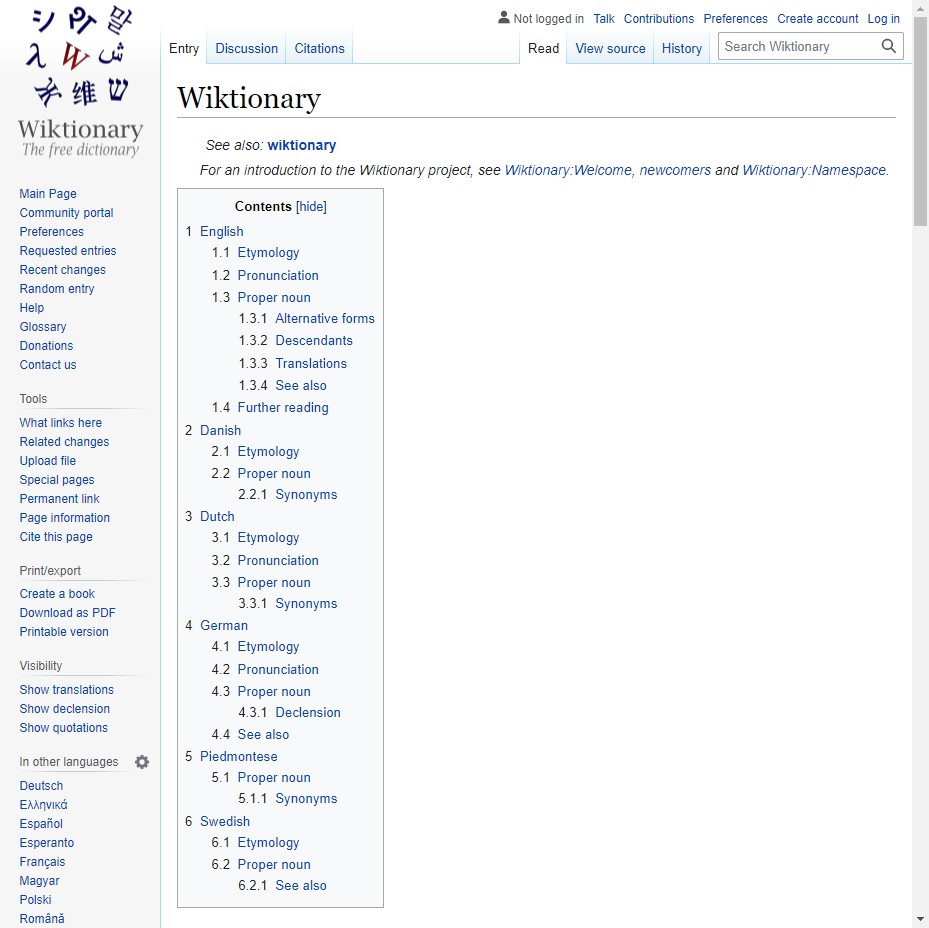 Wiktionary
The free dictionary
Not logged in Talk Contributions Preferences Create account Log in
Entry Discussion Citations Read View source History Search Wiktionary
Wiktionary
See also: wiktionary
For an introduction to the Wiktionary project, see Wiktionary:Welcome, newcomers and Wiktionary:Namespace.
Main Page
Community portal
Preferences
Requested entries
Recent changes
Random entry
Help
Glossary
Donations
Contact us
Tools
What links here
Related changes
Upload file
Special pages
Permanent link
Page information
Cite this page
Print/export
Create a book
Download as PDF
Printable version
Visibility
Show translations
Show declension
Show quotations
In other languages
Deutsch
Ελληνικά
Español
Esperanto
Français
Magyar
Polski
Română
Contents [hide]
1 English
1.1 Etymology
1.2 Pronunciation
1.3 Proper noun
1.3.1 Alternative forms
1.3.2 Descendants
1.3.3 Translations
1.3.4 See also
1.4 Further reading
2 Danish
2.1 Etymology
2.2 Proper noun
2.2.1 Synonyms
3 Dutch
3.1 Etymology
3.2 Pronunciation
3.3 Proper noun
3.3.1 Synonyms
4 German
4.1 Etymology
4.2 Pronunciation
4.3 Proper noun
4.3.1 Declension
4.4 See also
5 Piedmontese
5.1 Proper noun
5.1.1 Synonyms
6 Swedish
6.1 Etymology
6.2 Proper noun
6.2.1 See also